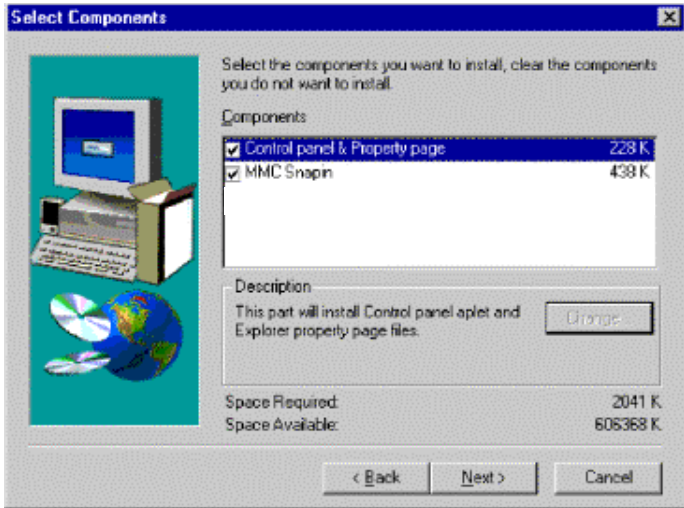 Select Components
Select the components you want to install, clear the components
you do not want to install.
Components
Control panel & Property page 228 K
MMC Snapin 438 K
Description
This part will install Control panel aplet and
Explorer property page files.
Change...
Space Required: 2041 K
Space Available: 606368 K
< Back
Next >
Cancel